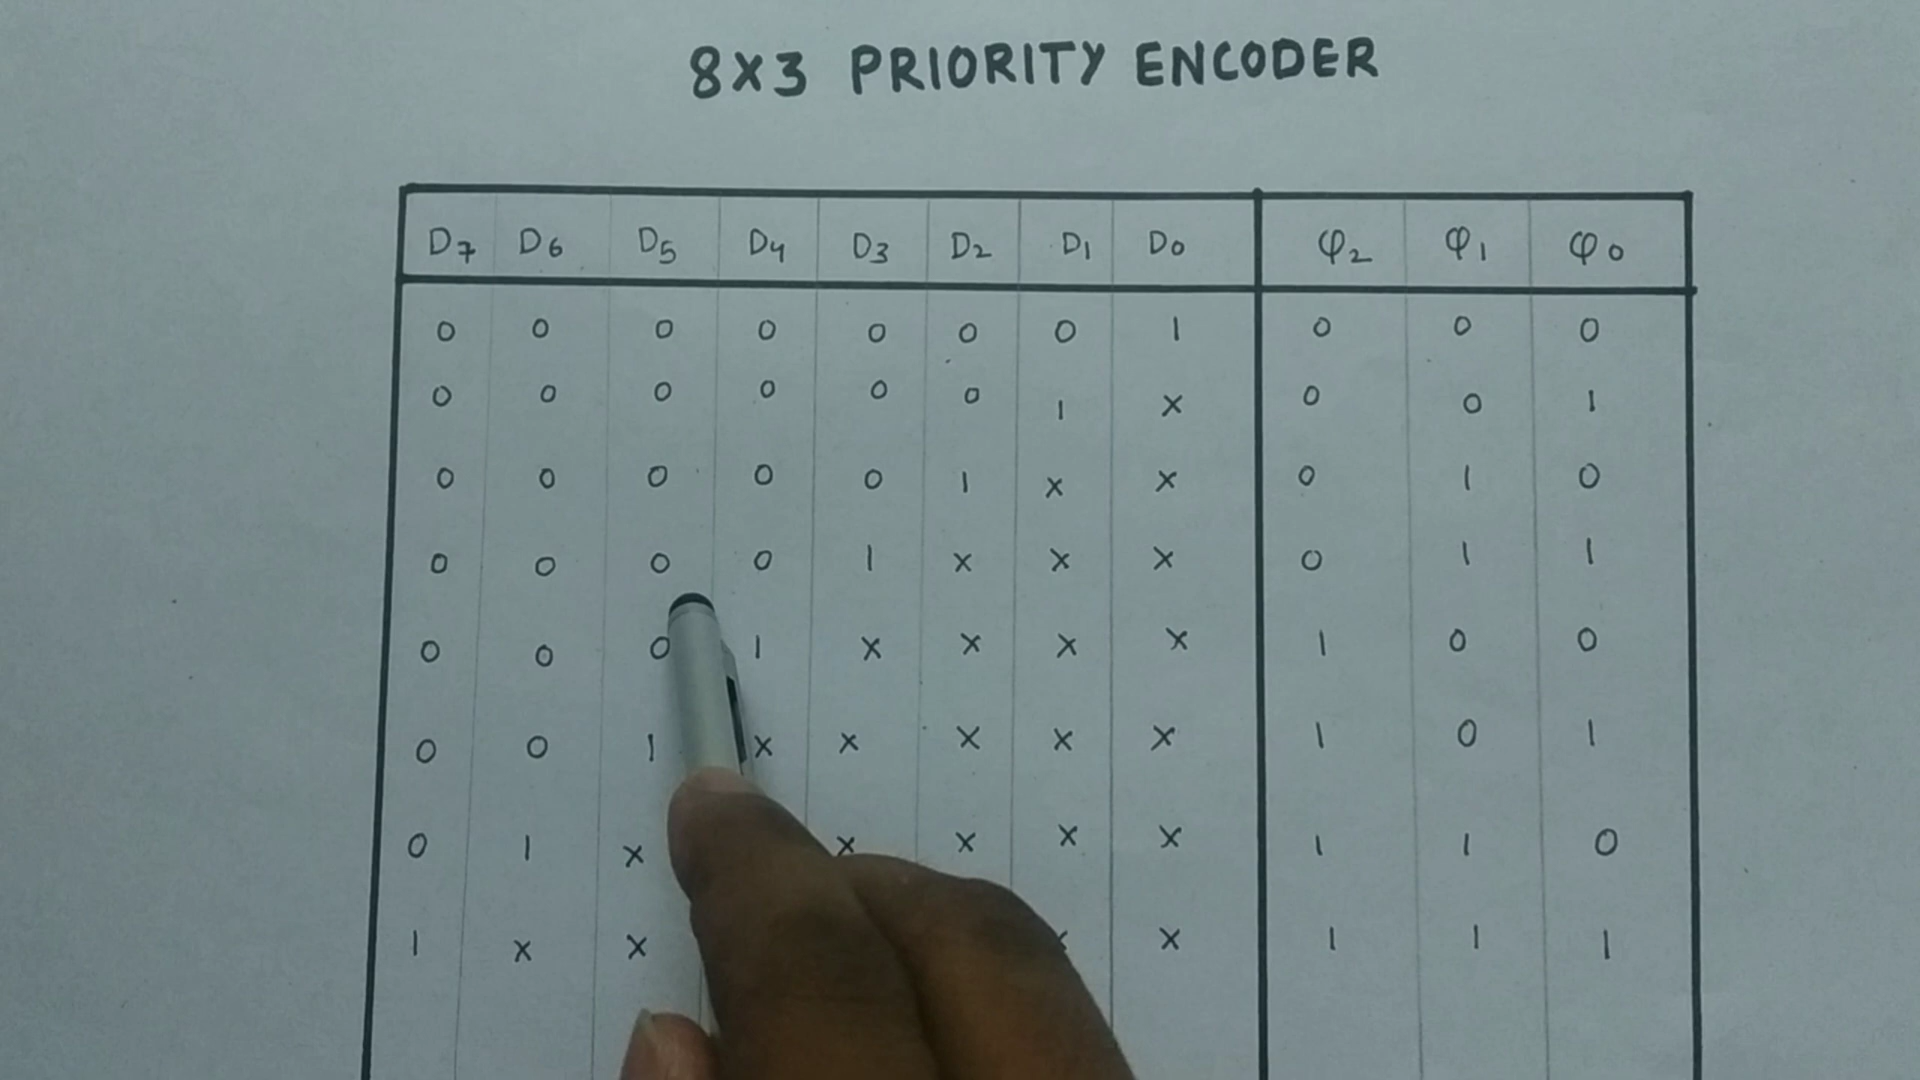 8X3 PRIORITY ENCODER
D7 D6 D5 D4 D3 D2 D1 D0 φ2 φ1 φ0
0 0 0 0 0 0 0 1 0 0 0
0 0 0 0 0 0 1 X 0 0 1
0 0 0 0 0 1 X X 0 1 0
0 0 0 0 1 X X X 0 1 1
0 0 0 1 X X X X 1 0 0
0 0 1 X X X X X 1 0 1
0 1 X X X X X 1 1 0
1 X X X 1 1 1